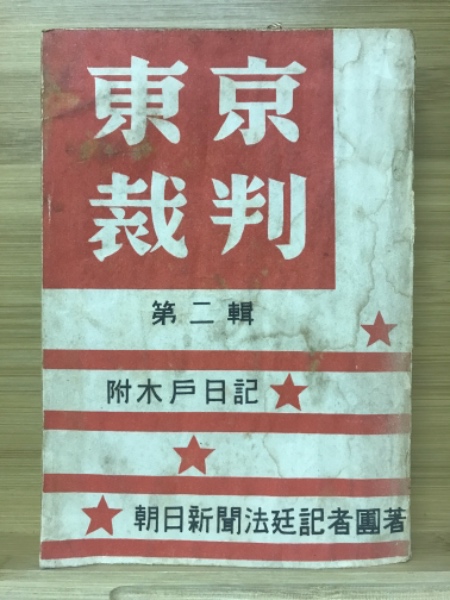 東京
裁判
第二輯
附木戸日記
朝日新聞法廷記者團著